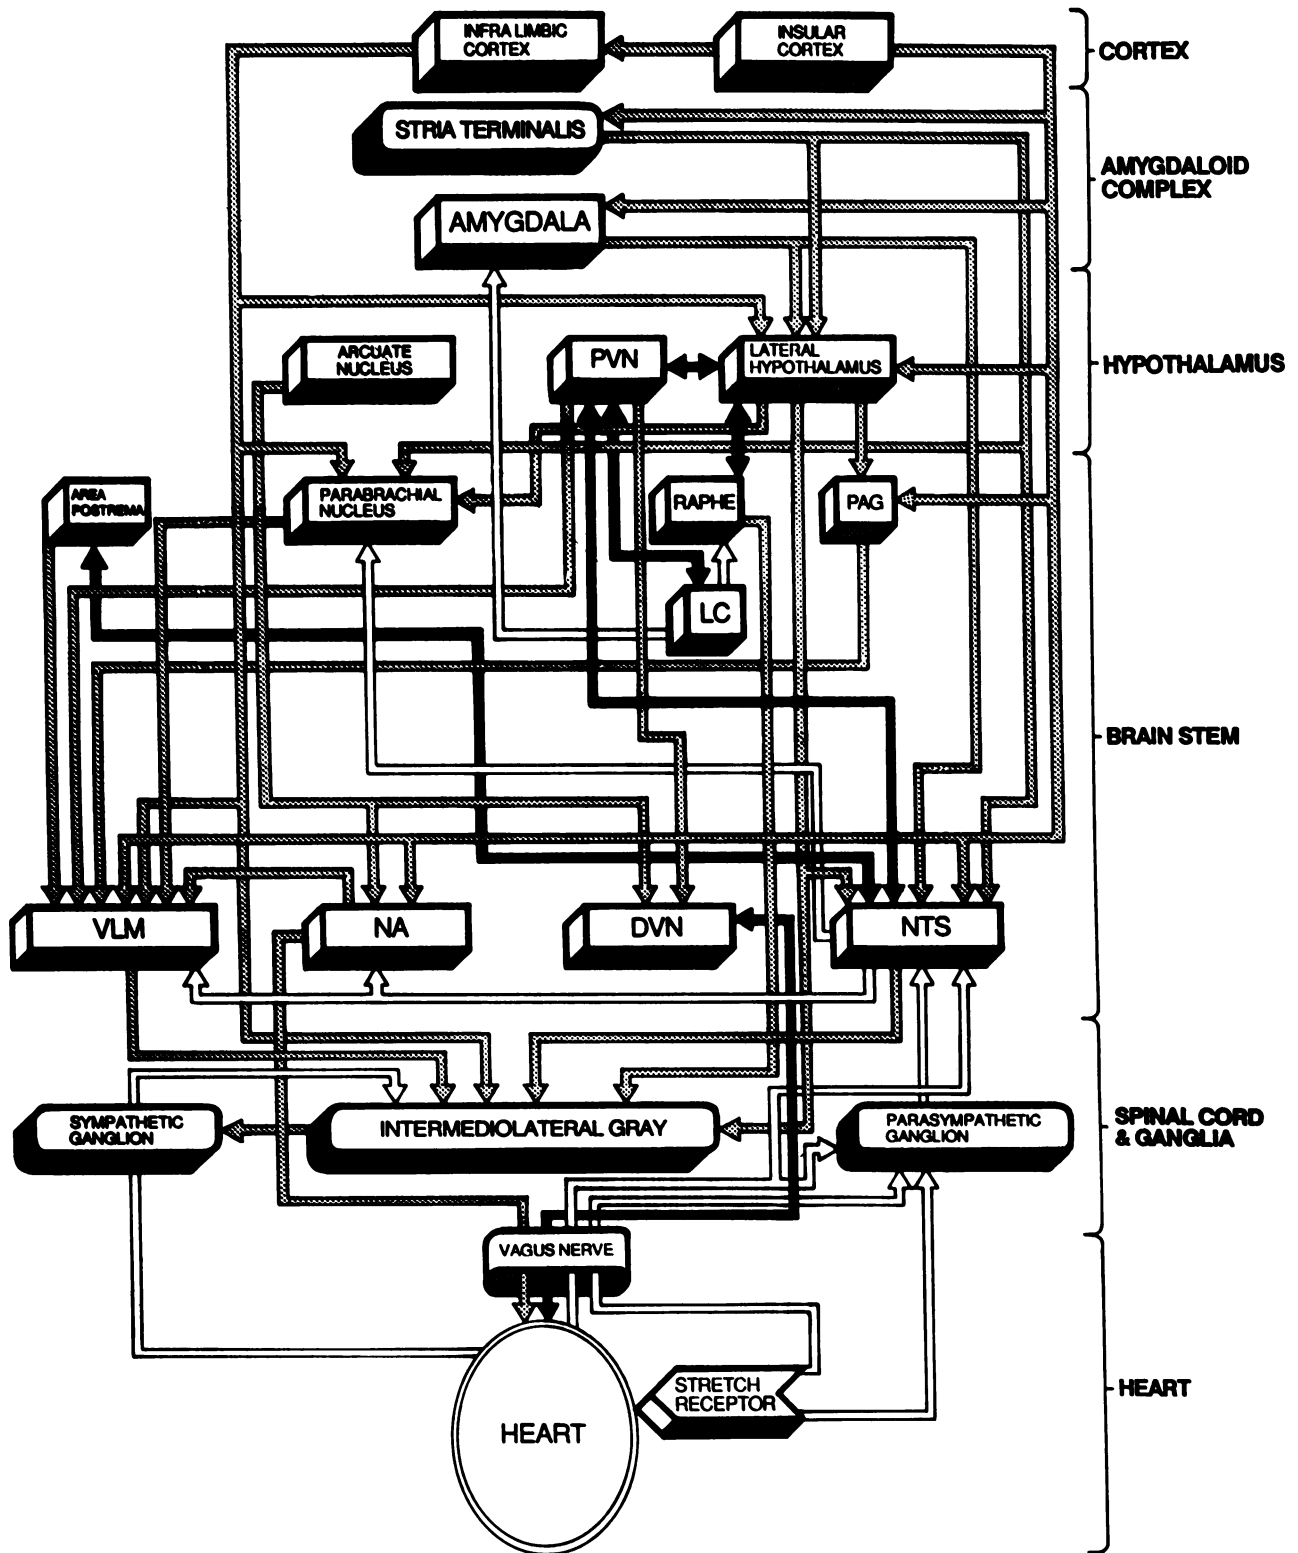 INFRA LIMBIC
CORTEX
INSULAR
CORTEX
CORTEX
STRIA TERMINALIS
AMYGDALOID
COMPLEX
AMYGDALA
ARCUATE
NUCLEUS
PVN
LATERAL
HYPOTHALAMUS
HYPOTHALAMUS
AREA
POSTREMA
PARABRACHIAL
NUCLEUS
RAPHE
PAG
LC
BRAIN STEM
VLM
NA
DVN
NTS
SYMPATHETIC
GANGLION
INTERMEDIOLATERAL GRAY
PARASYMPATHETIC
GANGLION
SPINAL CORD
& GANGLIA
VAGUS NERVE
STRETCH
RECEPTOR
HEART
HEART